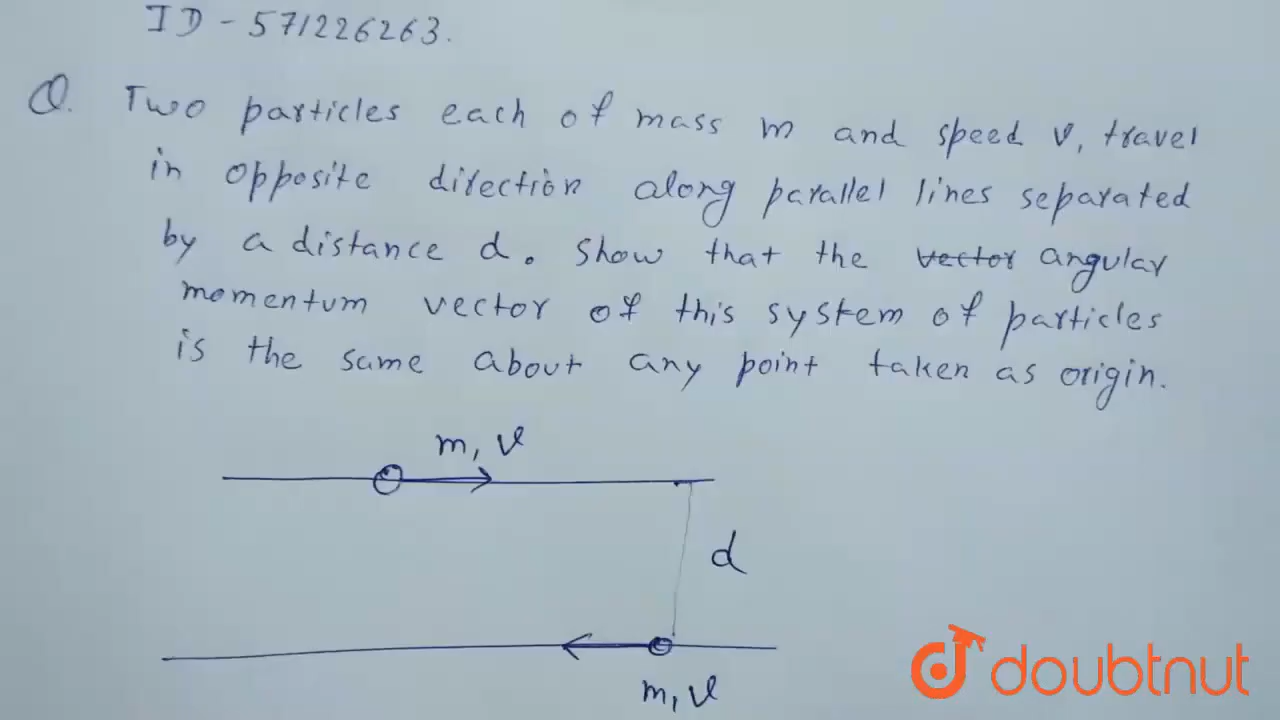 ID - 571226263.
Q. Two particles each of mass m and speed v, travel
in opposite direction along parallel lines separated
by a distance d. Show that the vector angular
momentum vector of this system of particles
is the same about any point taken as origin.
m, v
d
m, v
doubtnut